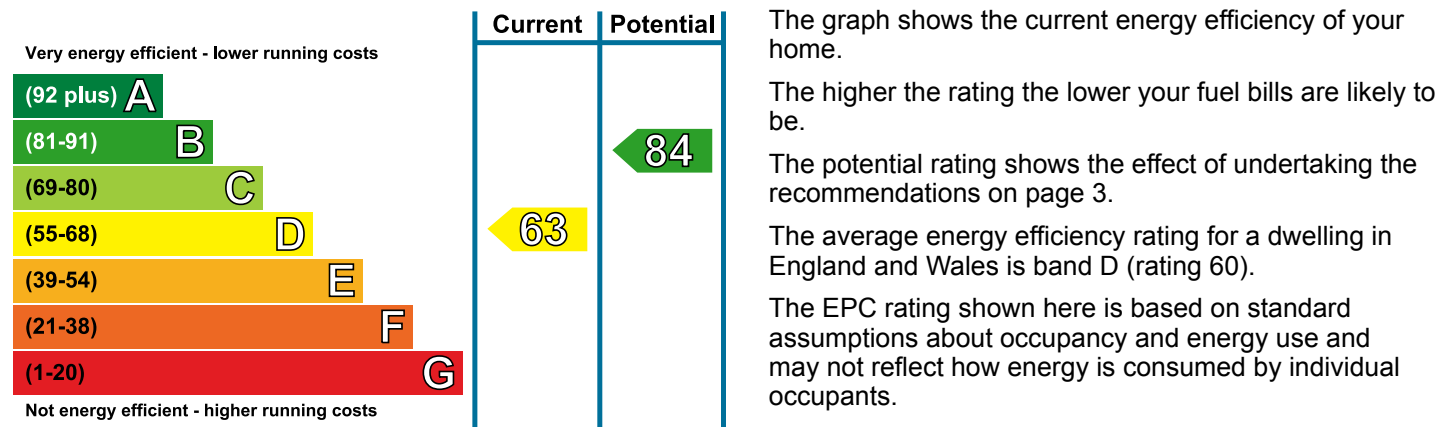 Current Potential
Very energy efficient - lower running costs
(92 plus) A
(81-91) B
84
(69-80) C
(55-68) D
63
(39-54) E
(21-38) F
(1-20) G
Not energy efficient - higher running costs
The graph shows the current energy efficiency of your
home.
The higher the rating the lower your fuel bills are likely to
be.
The potential rating shows the effect of undertaking the
recommendations on page 3.
The average energy efficiency rating for a dwelling in
England and Wales is band D (rating 60).
The EPC rating shown here is based on standard
assumptions about occupancy and energy use and
may not reflect how energy is consumed by individual
occupants.